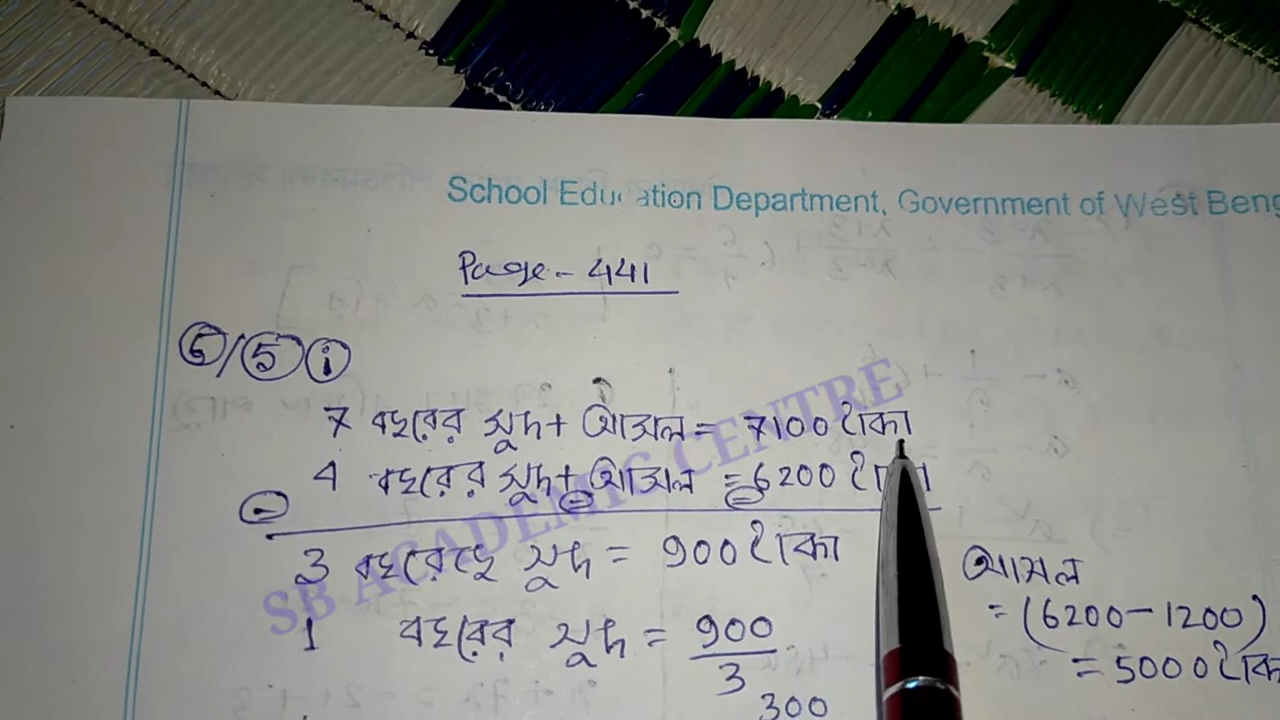 School Education Department, Government of West Beng
Page - 441
6/5 i
7 বছরের সুদ + আসল = 7100 টাকা
4 বছরের সুদ + আসল = 6200 টাকা
3 বছরের সুদ = 900 টাকা
1 বছরের সুদ = 900/3
300
আসল
= (6200 - 1200)
= 5000 টাকা
SB ACADEMIC CENTRE